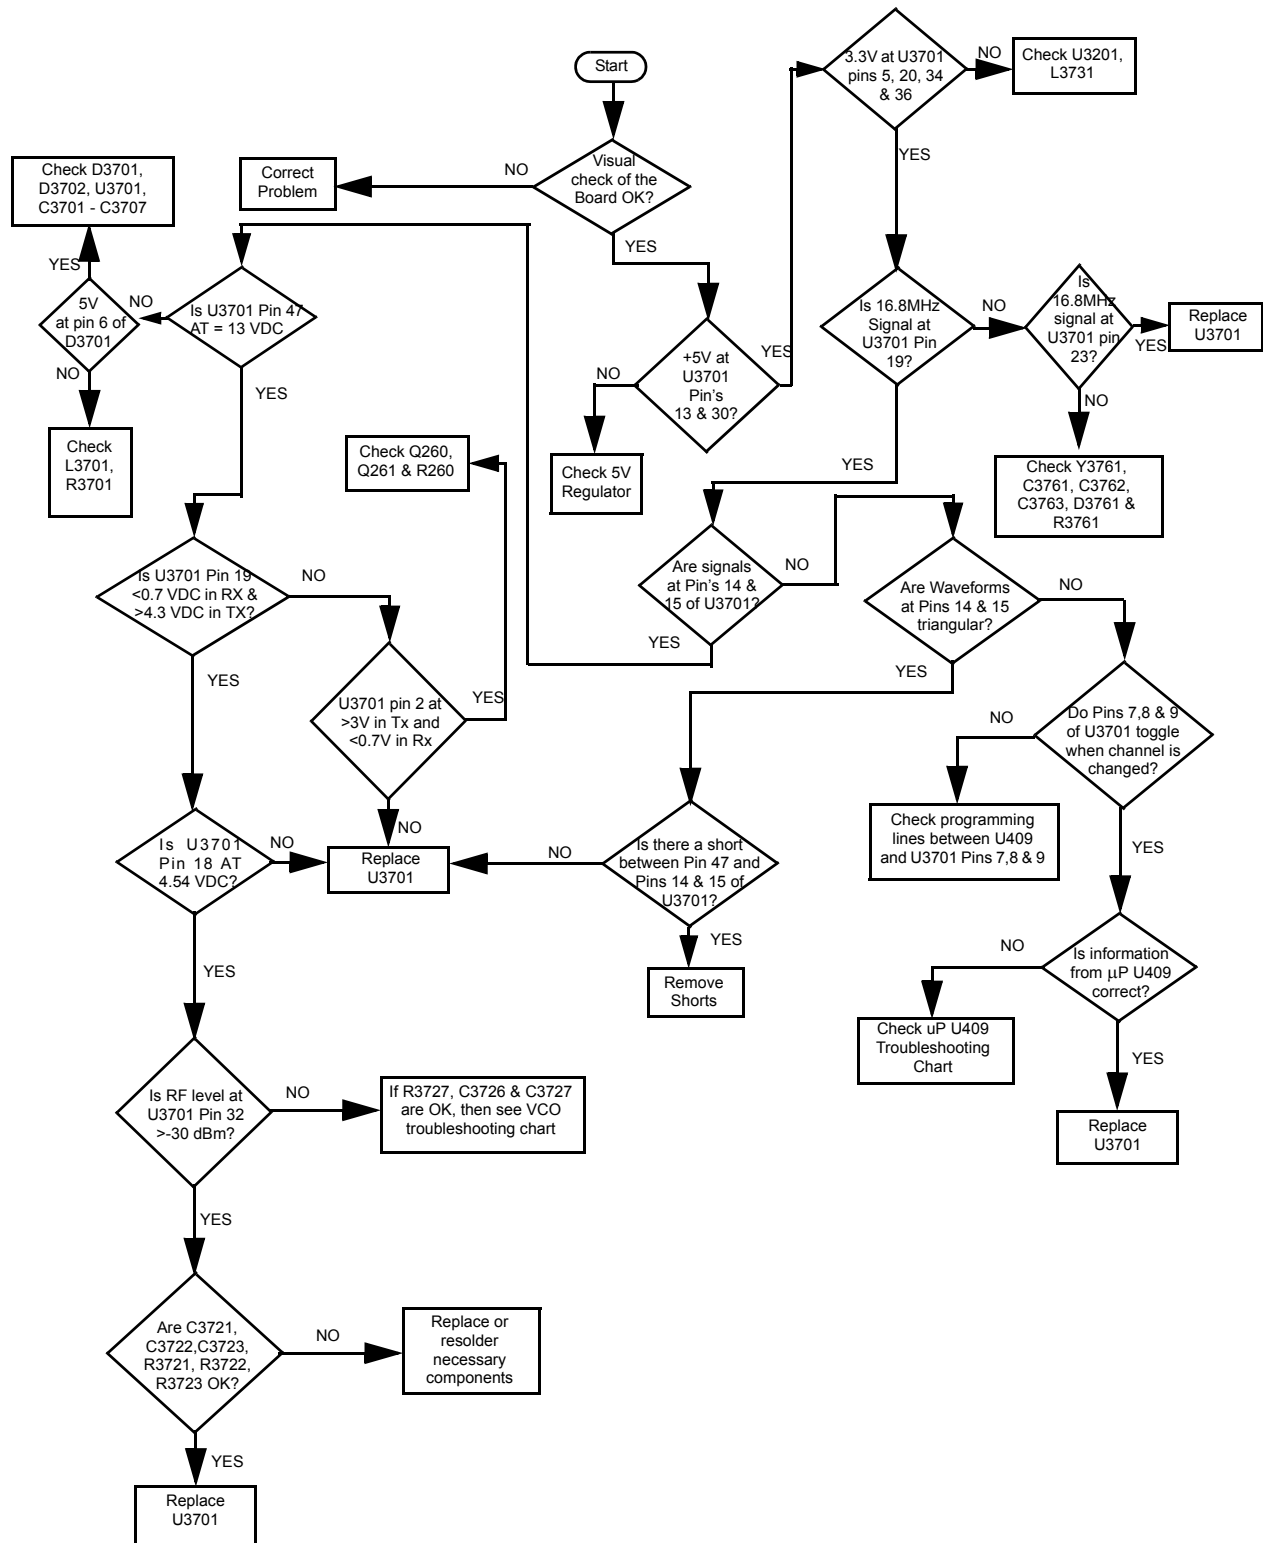 Start
Visual
check of the
Board OK?
NO
Correct
Problem
YES
+5V at
U3701
Pin's
13 & 30?
NO
Check 5V
Regulator
YES
3.3V at U3701
pins 5, 20, 34
& 36
NO
Check U3201,
L3731
YES
Is 16.8MHz
Signal at
U3701 Pin
19?
NO
Is
16.8MHz
signal at
U3701 pin
23?
YES
Replace
U3701
NO
Check Y3761,
C3761, C3762,
C3763, D3761 &
R3761
YES
Are signals
at Pin's 14 &
15 of U3701?
NO
Are Waveforms
at Pins 14 & 15
triangular?
NO
Do Pins 7,8 & 9
of U3701 toggle
when channel is
changed?
NO
Check programming
lines between U409
and U3701 Pins 7,8 & 9
YES
Is information
from μP U409
correct?
NO
Check uP U409
Troubleshooting
Chart
YES
Replace
U3701
YES
Is there a short
between Pin 47 and
Pins 14 & 15 of
U3701?
NO
YES
Remove
Shorts
YES
Is U3701 Pin 47
AT = 13 VDC
NO
5V
at pin 6 of
D3701
YES
Check D3701,
D3702, U3701,
C3701 - C3707
NO
Check
L3701,
R3701
YES
Is U3701 Pin 19
<0.7 VDC in RX &
>4.3 VDC in TX?
NO
U3701 pin 2 at
>3V in Tx and
<0.7V in Rx
YES
Check Q260,
Q261 & R260
NO
Replace
U3701
YES
Is U3701
Pin 18 AT
4.54 VDC?
NO
YES
Is RF level at
U3701 Pin 32
>-30 dBm?
NO
If R3727, C3726 & C3727
are OK, then see VCO
troubleshooting chart
YES
Are C3721,
C3722,C3723,
R3721, R3722,
R3723 OK?
NO
Replace or
resolder
necessary
components
YES
Replace
U3701